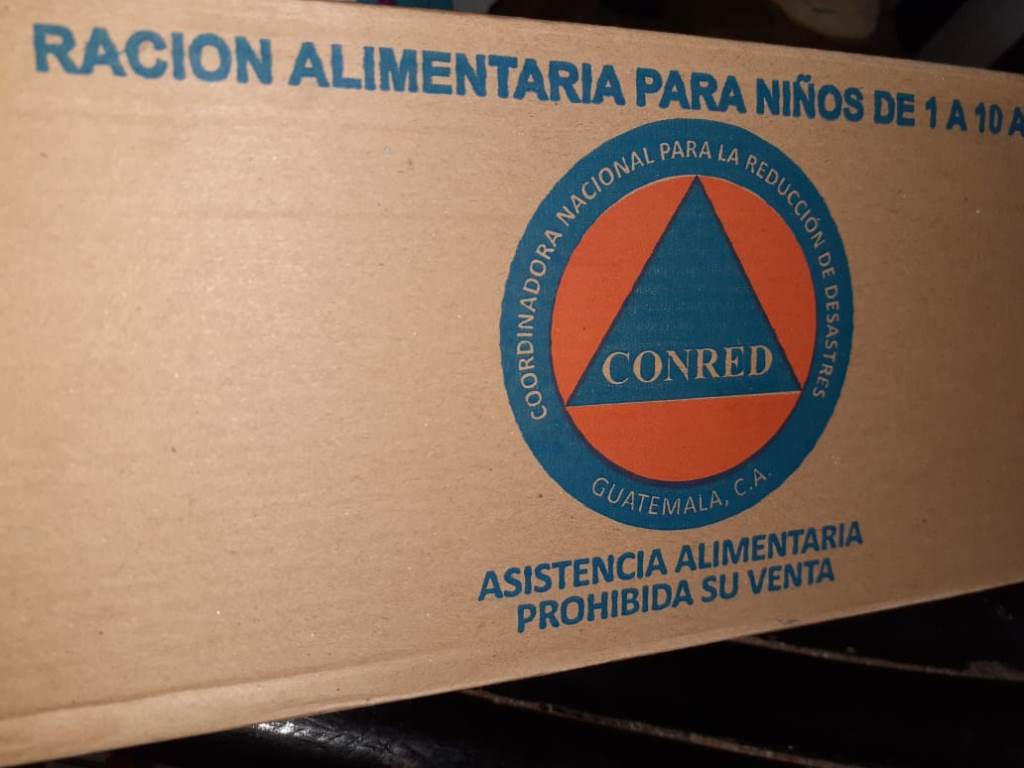 RACION ALIMENTARIA PARA NIÑOS DE 1 A 10 A
COORDINADORA NACIONAL PARA LA REDUCCIÓN DE DESASTRES
CONRED
GUATEMALA, C.A.
ASISTENCIA ALIMENTARIA
PROHIBIDA SU VENTA